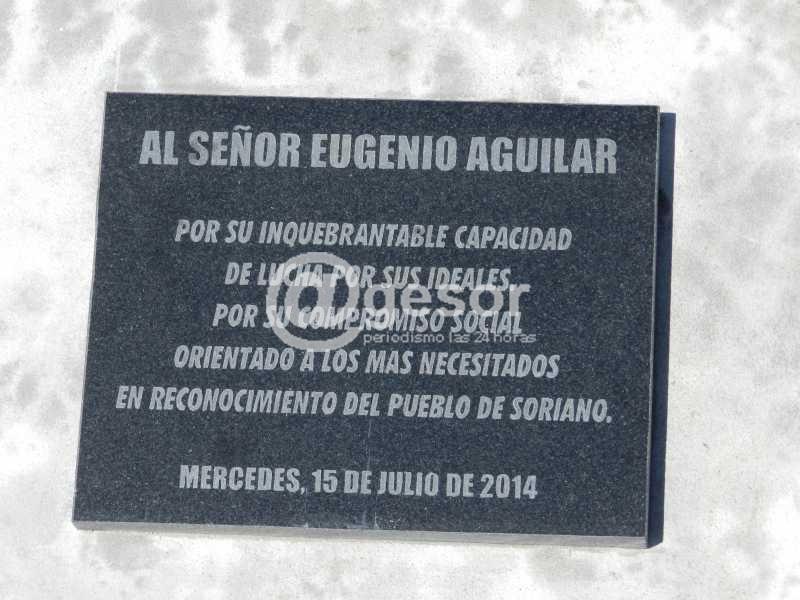 AL SEÑOR EUGENIO AGUILAR
POR SU INQUEBRANTABLE CAPACIDAD
DE LUCHA POR SUS IDEALES
@gesor
POR SU COMPROMISO SOCIAL
periodismo las 24 horas
ORIENTADO A LOS MAS NECESITADOS
EN RECONOCIMIENTO DEL PUEBLO DE SORIANO.
MERCEDES, 15 DE JULIO DE 2014